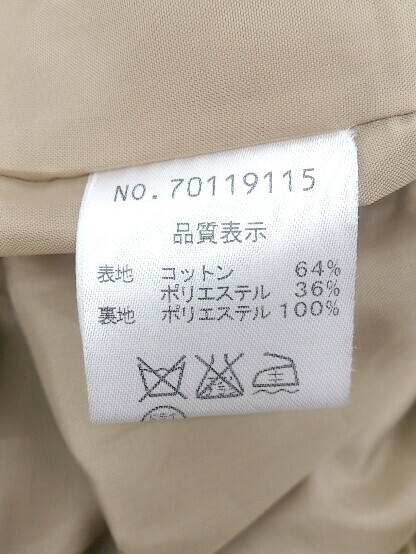 NO.70119115
品質表示
表地 コットン 64%
ポリエステル 36%
裏地 ポリエステル 100%
中